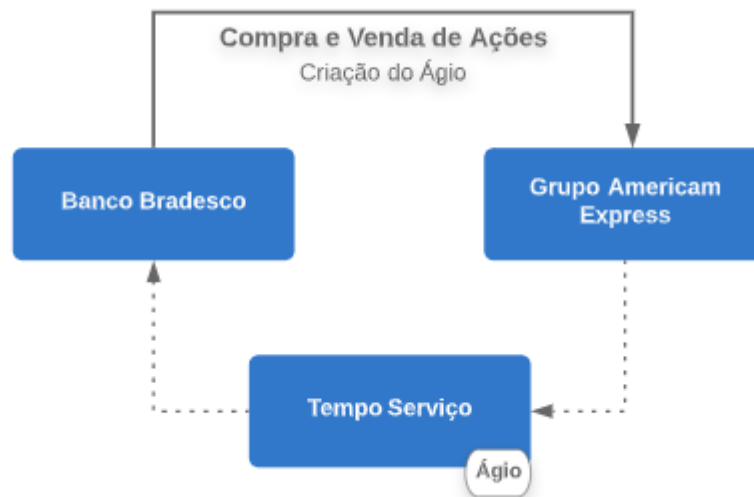 Compra e Venda de Ações
Criação do Ágio
Banco Bradesco
Grupo Americam
Express
Tempo Serviço
Ágio